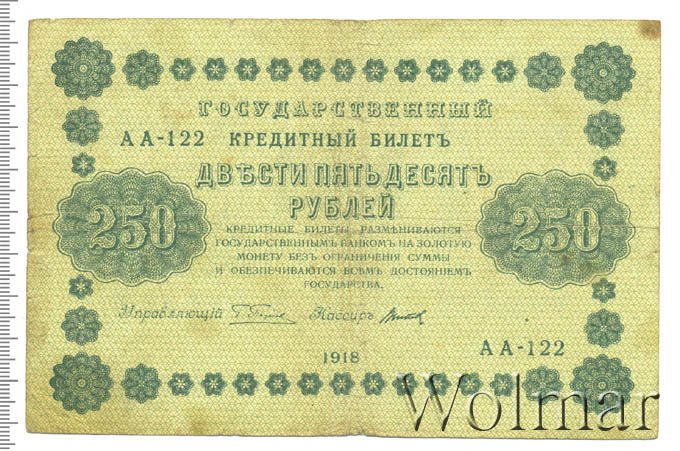 ГОСУДАРСТВЕННЫЙ
АА-122 КРЕДИТНЫЙ БИЛЕТЪ
ДВѢСТИ ПЯТЬДЕСЯТЪ
РУБЛЕЙ
250
250
КРЕДИТНЫЕ БИЛЕТЫ РАЗМѢНИВАЮТСЯ
ГОСУДАРСТВЕННЫМЪ БАНКОМЪ НА ЗОЛОТУЮ
МОНЕТУ БЕЗЪ ОГРАНИЧЕНІЯ СУММЫ
И ОБЕЗПЕЧИВАЮТСЯ ВСѢМЪ ДОСТОЯНІЕМЪ
ГОСУДАРСТВА.
Управляющій Кассиръ
1918
АА-122
Wolmar